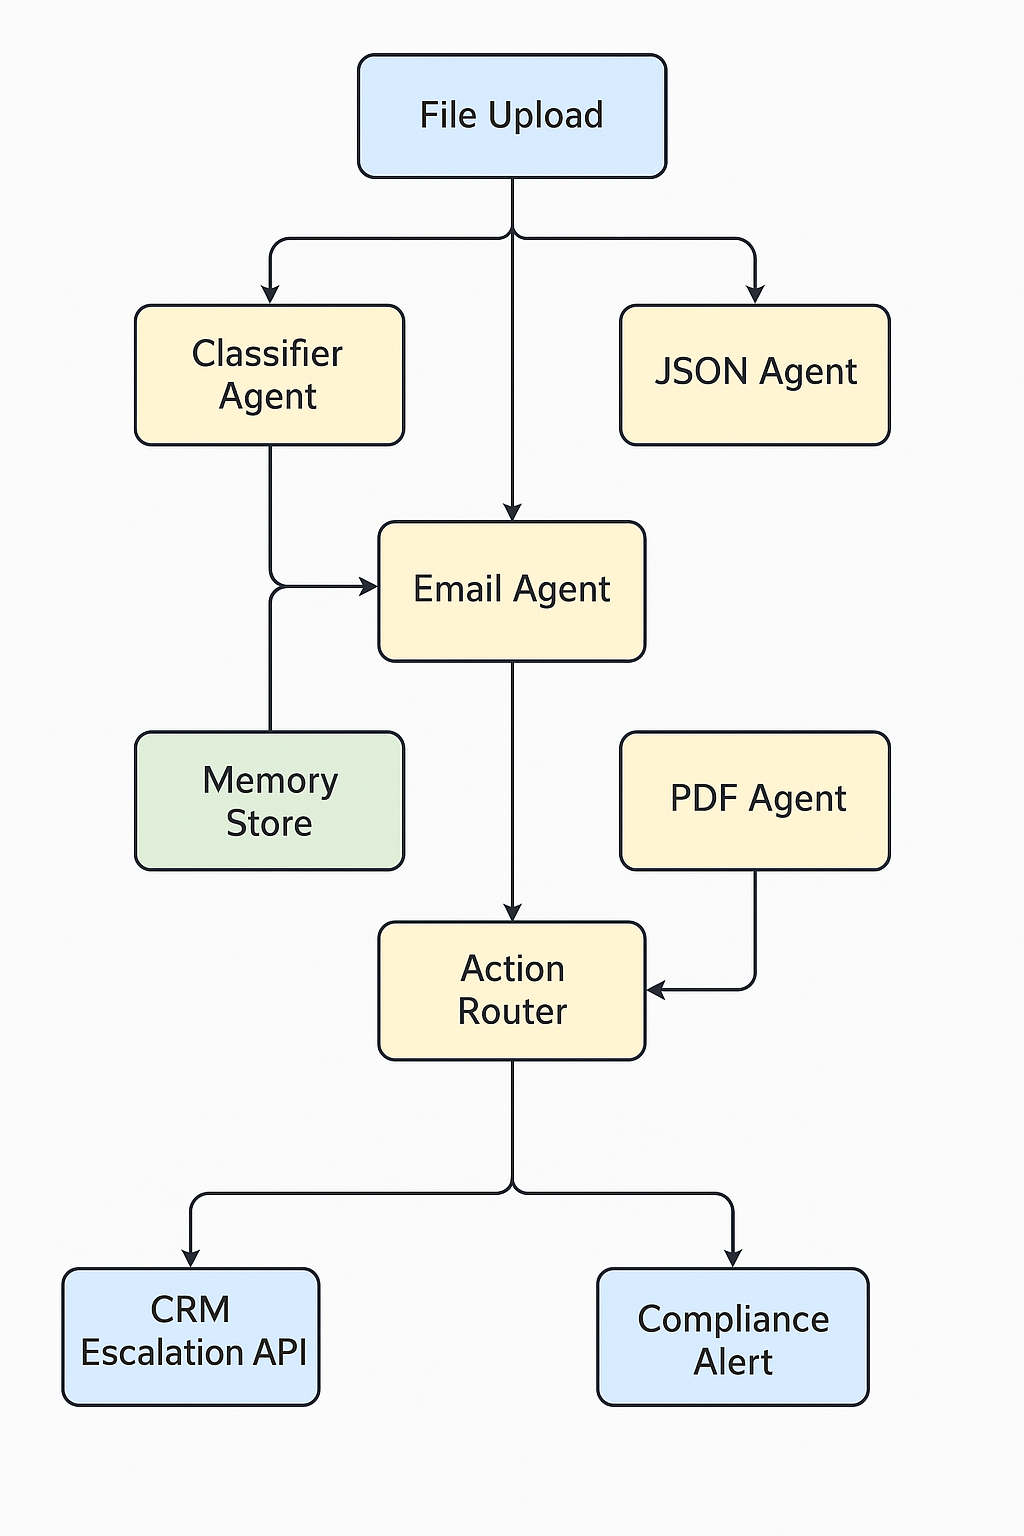 File Upload
Classifier
Agent
JSON Agent
Email Agent
Memory
Store
PDF Agent
Action
Router
CRM
Escalation API
Compliance
Alert